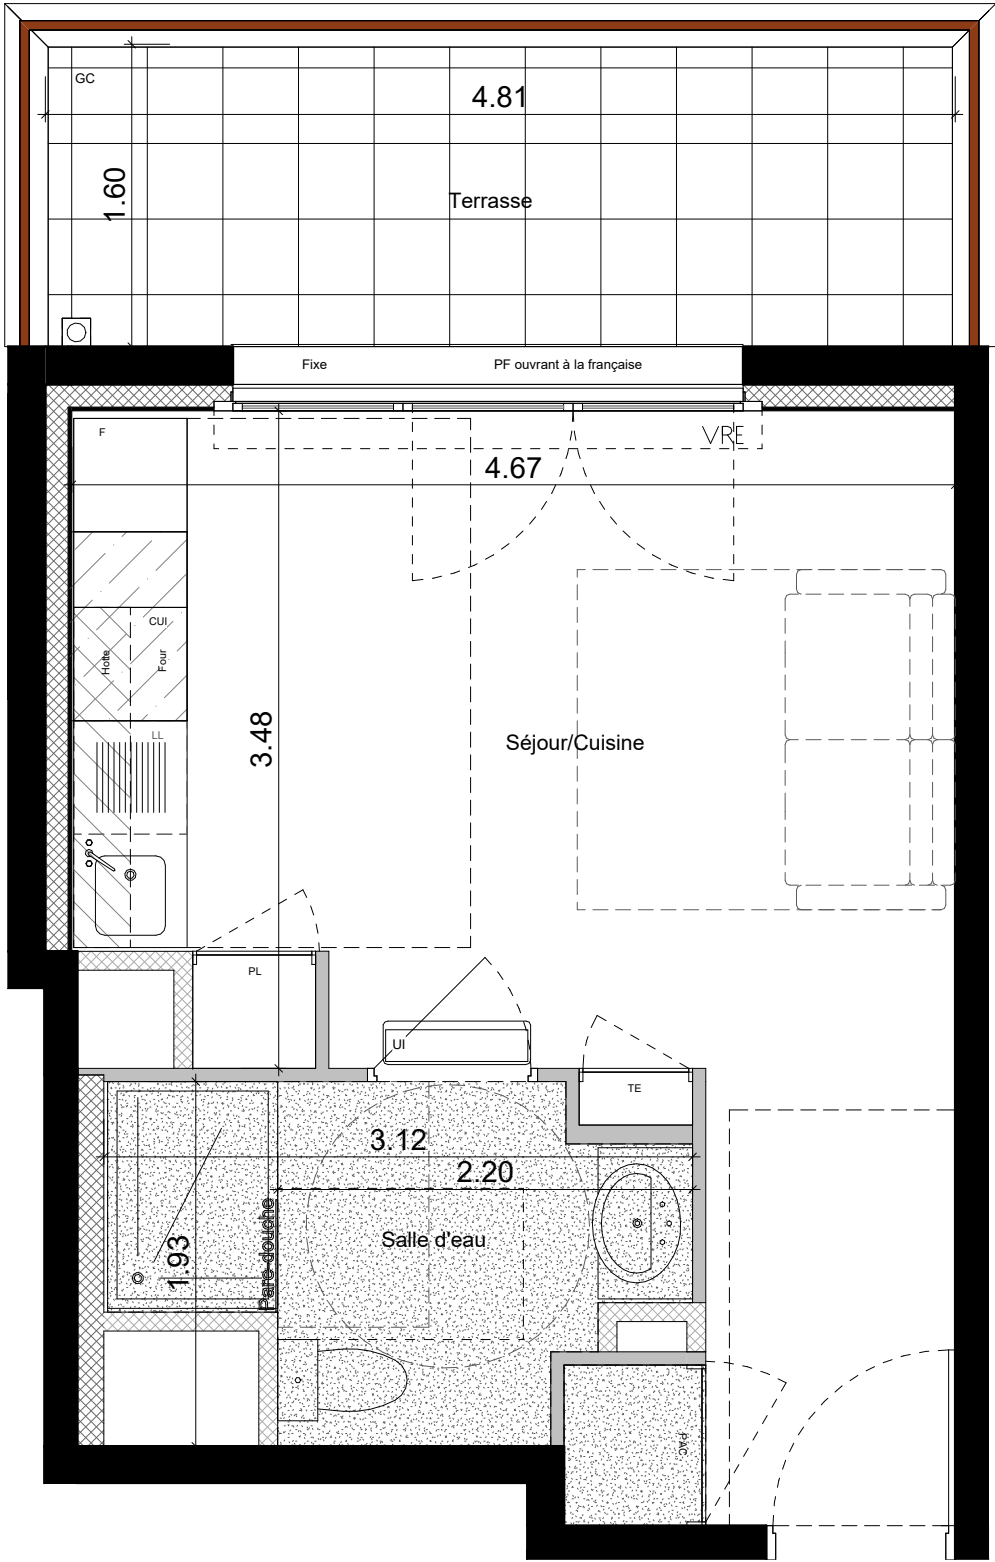 GC
4.81
1.60
Terrasse
Fixe
PF ouvrant à la française
F
VRE
4.67
CUI
Hotte
Four
3.48
LL
Séjour/Cuisine
PL
UI
TE
3.12
2.20
1.93
Pare-douche
Salle d'eau
PAC